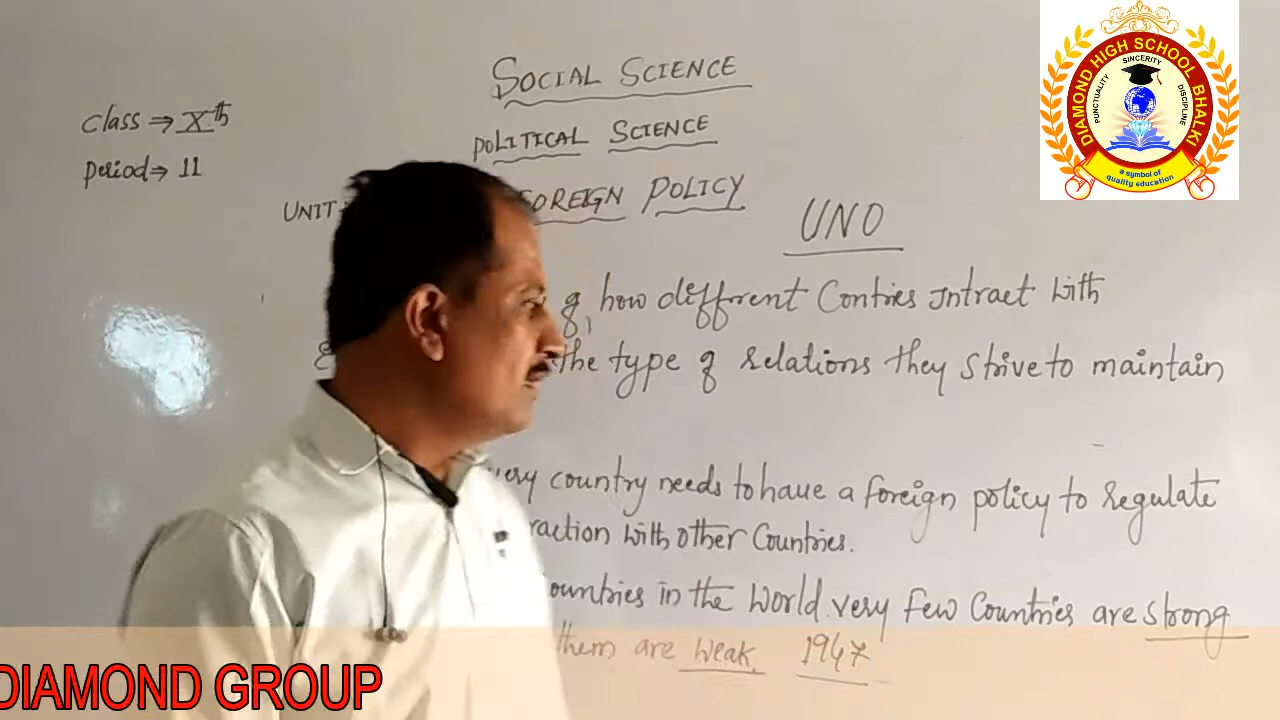 SOCIAL SCIENCE
class ⇒ Xth
POLITICAL SCIENCE
Period ⇒ 11
UNIT
FOREIGN POLICY
UNO
how different Contries Intract with
the type of relations they strive to maintain
very country needs to have a foreign policy to regulate
raction with other Countries.
ountries in the World. very few Countries are strong
them are weak 1947
DIAMOND HIGH SCHOOL BHALKI
SINCERITY
PUNCTUALITY
DISCIPLINE
a symbol of
quality education
DIAMOND GROUP